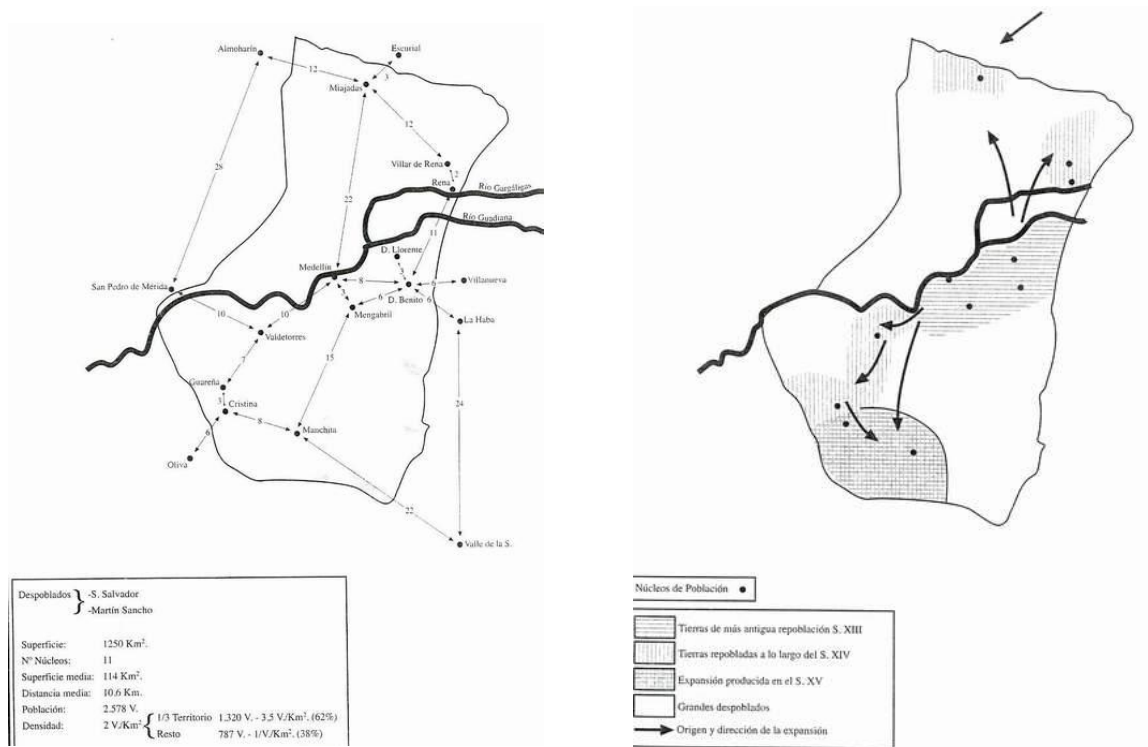 Almoharín
Escurial
12
3
Miajadas
12
28
Villar de Rena
2
Rena
Río Gargáligas
22
Río Guadiana
11
D. Llorente
Medellín
3
8
6
Villanueva
San Pedro de Mérida
3
6
D. Benito
6
Mengabril
10
10
La Haba
Valdetorres
15
7
Guareña
3
Cristina
24
8
Manchita
6
Oliva
22
Valle de la S.
Despoblados } -S. Salvador
-Martín Sancho
Superficie: 1250 Km².
Nº Núcleos: 11
Superficie media: 114 Km².
Distancia media: 10.6 Km.
Población: 2.578 V.
Densidad: 2 V./Km² { 1/3 Territorio 1.320 V. - 3,5 V./Km². (62%)
Resto 787 V. - 1/V./Km². (38%)
Núcleos de Población
Tierras de más antigua repoblación S. XIII
Tierras repobladas a lo largo del S. XIV
Expansión producida en el S. XV
Grandes despoblados
Origen y dirección de la expansión